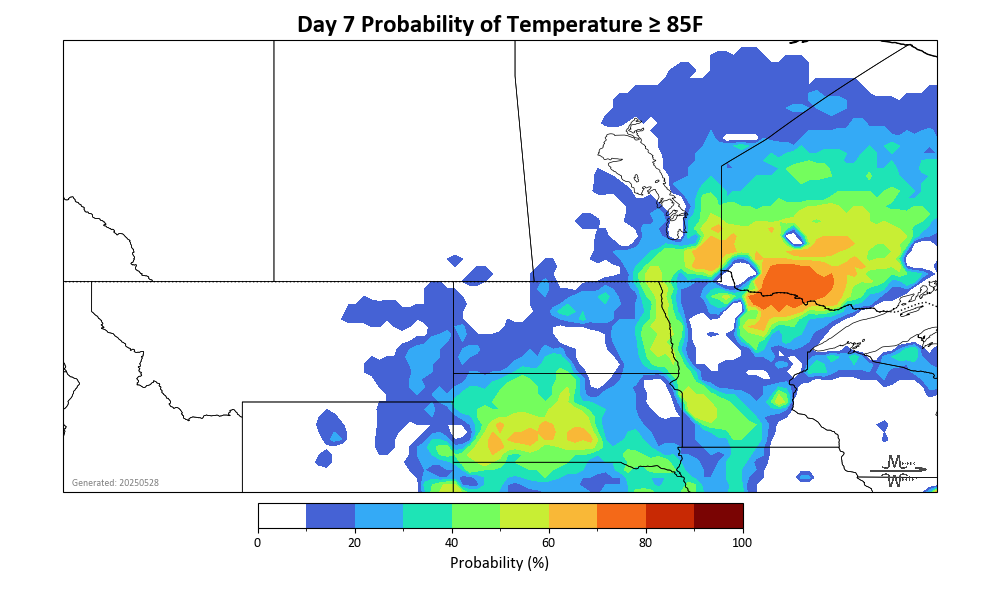 Day 7 Probability of Temperature ≥ 85F
Generated: 20250528
0 20 40 60 80 100
Probability (%)